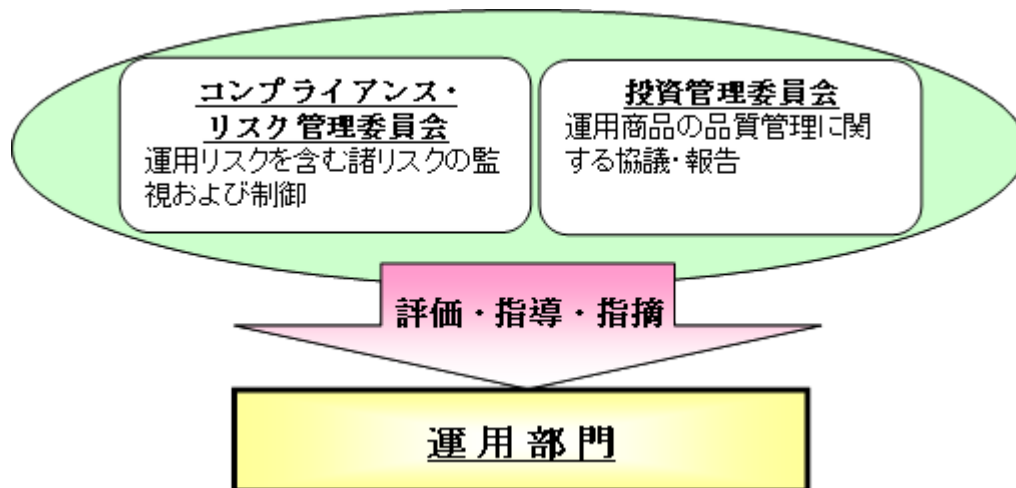 コンプライアンス・
リスク管理委員会
運用リスクを含む諸リスクの監
視および制御
投資管理委員会
運用商品の品質管理に関
する協議・報告
評価・指導・指摘
運用部門